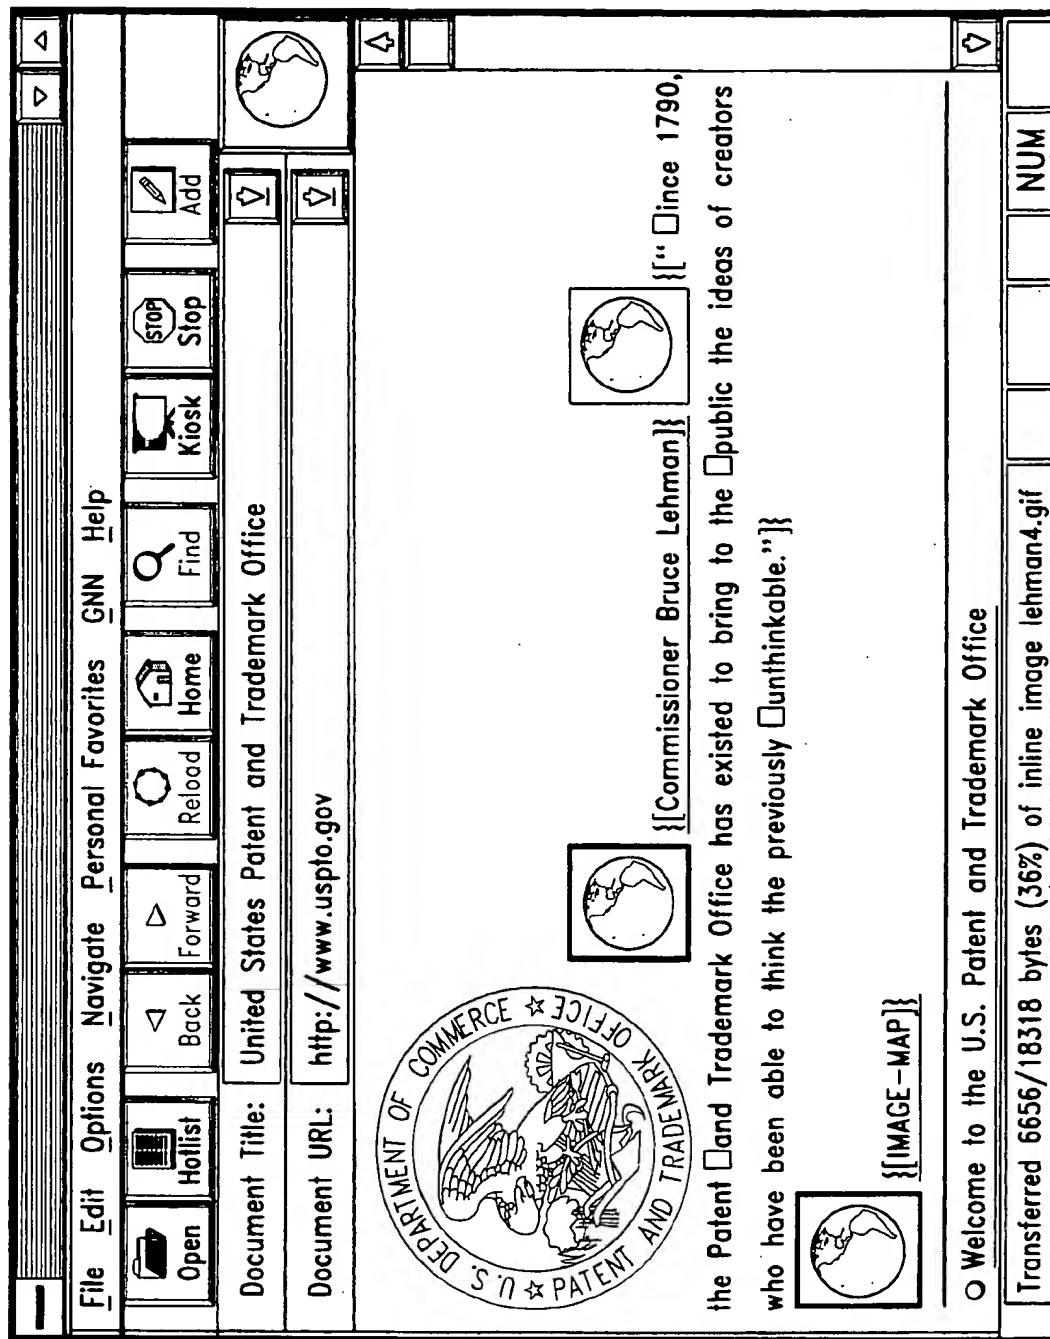 File Edit Options Navigate Personal Favorites GNN Help
Open Hotlist Back Forward Reload Home Find Kiosk STOP Stop Add
Document Title: United States Patent and Trademark Office
Document URL: http://www.uspto.gov
U.S. DEPARTMENT OF COMMERCE ☆ PATENT AND TRADEMARK OFFICE ☆
}[Commissioner Bruce Lehman]} }[“ □ince 1790,
the Patent □and Trademark Office has existed to bring to the □public the ideas of creators
who have been able to think the previously □unthinkable.”]}
}[IMAGE-MAP]}
○ Welcome to the U.S. Patent and Trademark Office
Transferred 6656/18318 bytes (36%) of inline image lehman4.gif NUM